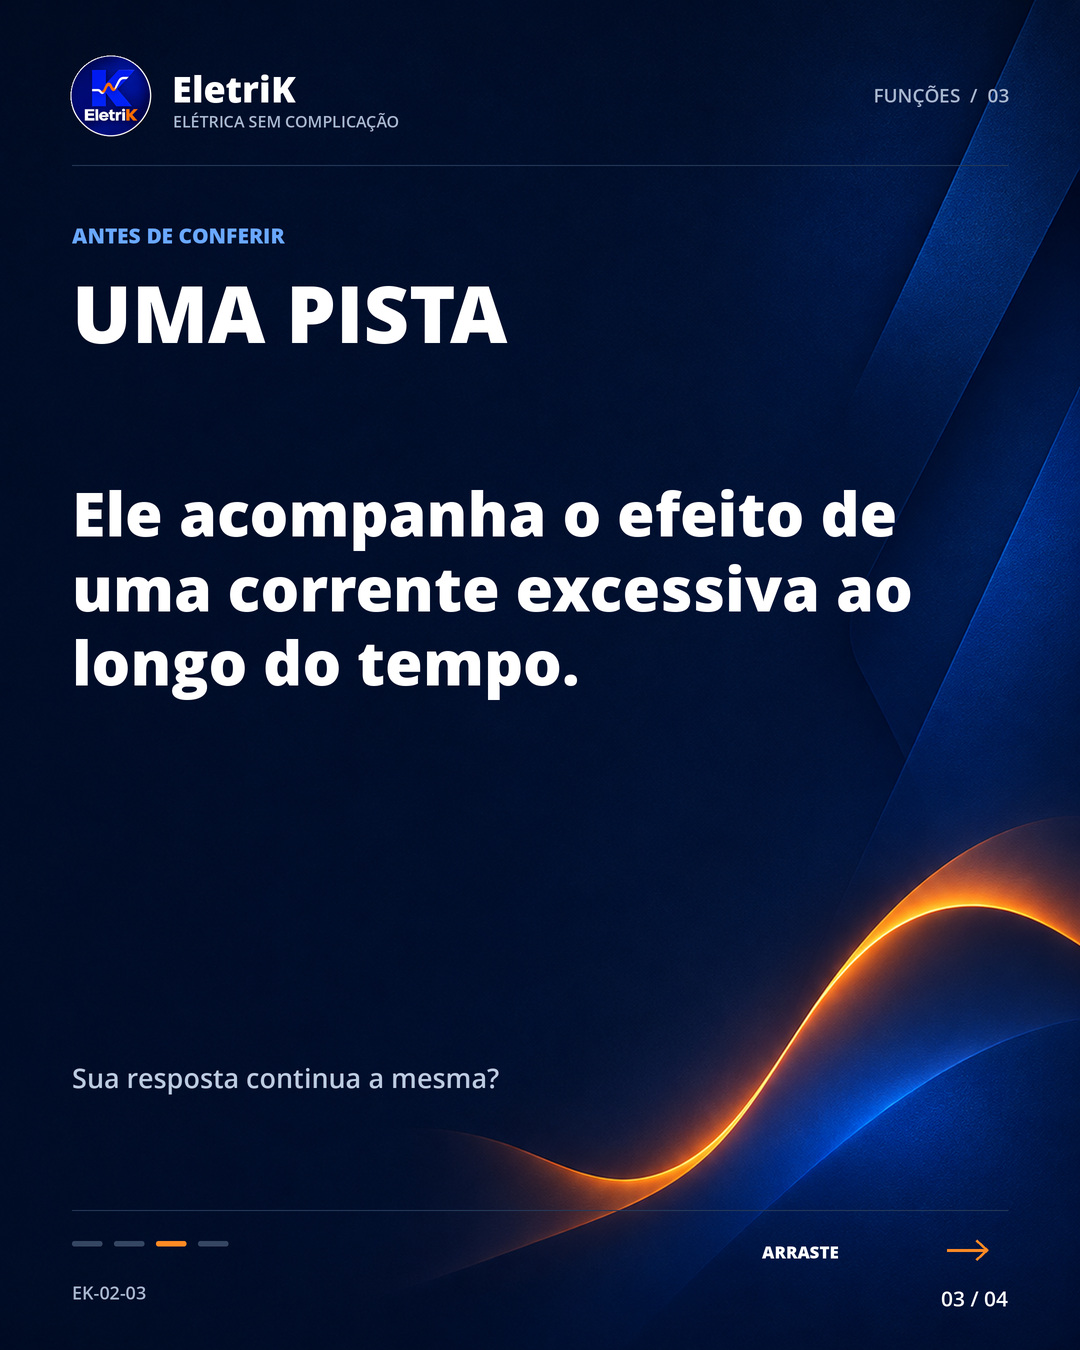 K
EletriK
EletriK
ELÉTRICA SEM COMPLICAÇÃO
FUNÇÕES / 03
ANTES DE CONFERIR
UMA PISTA
Ele acompanha o efeito de
uma corrente excessiva ao
longo do tempo.
Sua resposta continua a mesma?
ARRASTE
EK-02-03
03 / 04